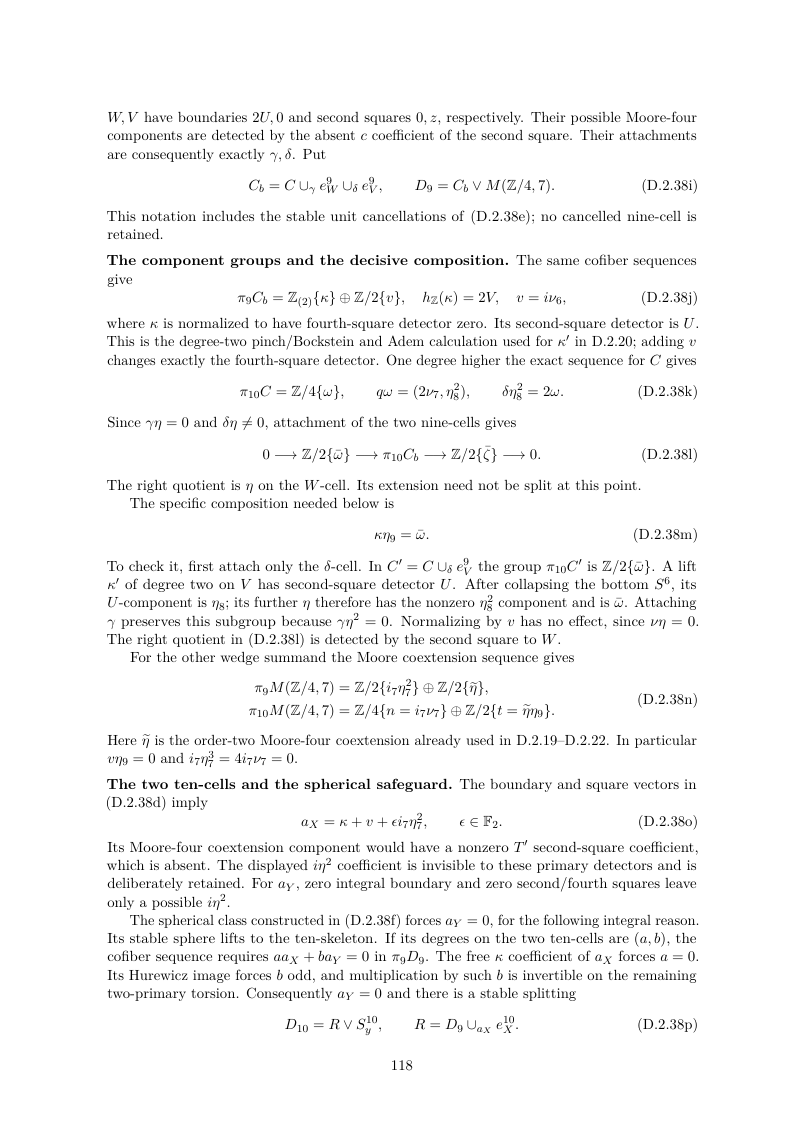 W, V have boundaries 2U, 0 and second squares 0, z, respectively. Their possible Moore-four
components are detected by the absent c coefficient of the second square. Their attachments
are consequently exactly γ, δ. Put
C_b = C ∪_γ e^9_W ∪_δ e^9_V,    D_9 = C_b ∨ M(ℤ/4, 7).    (D.2.38i)
This notation includes the stable unit cancellations of (D.2.38e); no cancelled nine-cell is
retained.
The component groups and the decisive composition. The same cofiber sequences
give
π_9C_b = ℤ_(2){κ} ⊕ ℤ/2{v},    h_ℤ(κ) = 2V,    v = iν_6,    (D.2.38j)
where κ is normalized to have fourth-square detector zero. Its second-square detector is U.
This is the degree-two pinch/Bockstein and Adem calculation used for κ′ in D.2.20; adding v
changes exactly the fourth-square detector. One degree higher the exact sequence for C gives
π_10C = ℤ/4{ω},    qω = (2ν_7, η^2_8),    δη^2_8 = 2ω.    (D.2.38k)
Since γη = 0 and δη ≠ 0, attachment of the two nine-cells gives
0 ⟶ ℤ/2{ω̄} ⟶ π_10C_b ⟶ ℤ/2{ζ̄} ⟶ 0.    (D.2.38l)
The right quotient is η on the W-cell. Its extension need not be split at this point.
The specific composition needed below is
κη_9 = ω̄.    (D.2.38m)
To check it, first attach only the δ-cell. In C′ = C ∪_δ e^9_V the group π_10C′ is ℤ/2{ω̄}. A lift
κ′ of degree two on V has second-square detector U. After collapsing the bottom S^6, its
U-component is η_8; its further η therefore has the nonzero η^2_8 component and is ω̄. Attaching
γ preserves this subgroup because γη^2 = 0. Normalizing by v has no effect, since νη = 0.
The right quotient in (D.2.38l) is detected by the second square to W.
For the other wedge summand the Moore coextension sequence gives
π_9M(ℤ/4, 7) = ℤ/2{i_7η^2_7} ⊕ ℤ/2{η̃},
π_10M(ℤ/4, 7) = ℤ/4{n = i_7ν_7} ⊕ ℤ/2{t = η̃η_9}.    (D.2.38n)
Here η̃ is the order-two Moore-four coextension already used in D.2.19–D.2.22. In particular
vη_9 = 0 and i_7η^3_7 = 4i_7ν_7 = 0.
The two ten-cells and the spherical safeguard. The boundary and square vectors in
(D.2.38d) imply
a_X = κ + v + ϵi_7η^2_7,    ϵ ∈ 𝔽_2.    (D.2.38o)
Its Moore-four coextension component would have a nonzero T′ second-square coefficient,
which is absent. The displayed iη^2 coefficient is invisible to these primary detectors and is
deliberately retained. For a_Y, zero integral boundary and zero second/fourth squares leave
only a possible iη^2.
The spherical class constructed in (D.2.38f) forces a_Y = 0, for the following integral reason.
Its stable sphere lifts to the ten-skeleton. If its degrees on the two ten-cells are (a, b), the
cofiber sequence requires aa_X + ba_Y = 0 in π_9D_9. The free κ coefficient of a_X forces a = 0.
Its Hurewicz image forces b odd, and multiplication by such b is invertible on the remaining
two-primary torsion. Consequently a_Y = 0 and there is a stable splitting
D_10 = R ∨ S^10_y,    R = D_9 ∪_{a_X} e^10_X.    (D.2.38p)
118